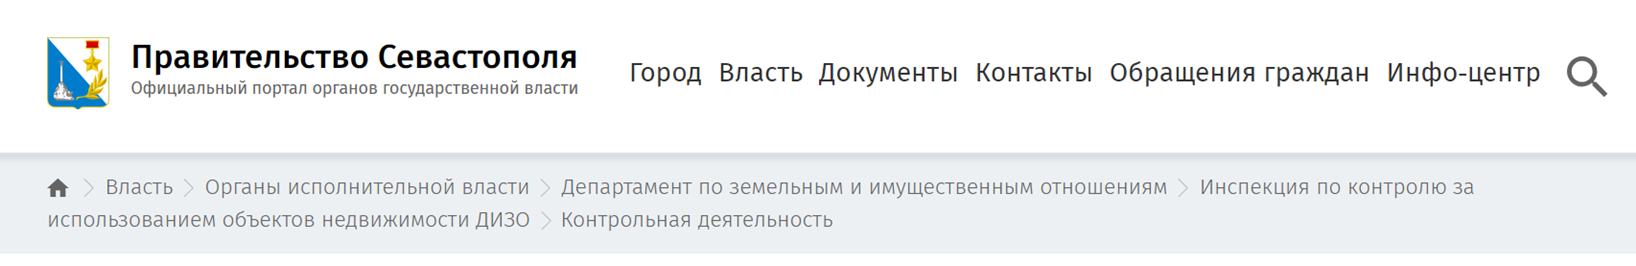 Правительство Севастополя
Официальный портал органов государственной власти
Город Власть Документы Контакты Обращения граждан Инфо-центр
Власть Органы исполнительной власти Департамент по земельным и имущественным отношениям Инспекция по контролю за
использованием объектов недвижимости ДИЗО Контрольная деятельность